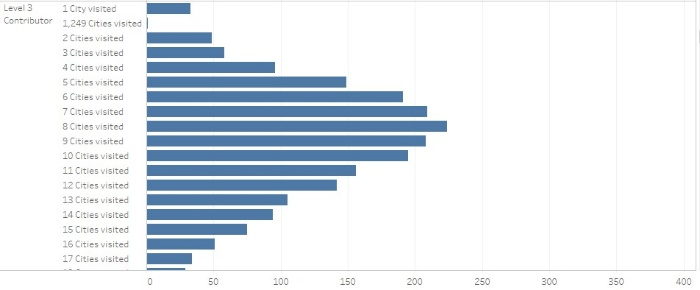 Level 3
Contributor
1 City visited
1,249 Cities visited
2 Cities visited
3 Cities visited
4 Cities visited
5 Cities visited
6 Cities visited
7 Cities visited
8 Cities visited
9 Cities visited
10 Cities visited
11 Cities visited
12 Cities visited
13 Cities visited
14 Cities visited
15 Cities visited
16 Cities visited
17 Cities visited
0 50 100 150 200 250 300 350 400